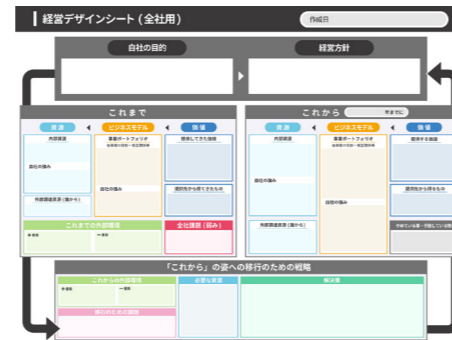 経営デザインシート（全社用）
作成日
自社の目的
経営方針
これまで
資源
ビジネスモデル
価値
内部資源
事業ポートフォリオ
提供してきた価値
自社の強み
自社の強み
提供先から得てきたもの
外部調達資源（誰から）
これまでの外部環境
全社課題（弱み）
これから
年までに
資源
ビジネスモデル
価値
内部資源
事業ポートフォリオ
提供する価値
自社の強み
自社の強み
提供先から得るもの
外部調達資源（誰から）
「これから」の姿への移行のための戦略
これからの外部環境
必要な資源
解決策
移行のための課題